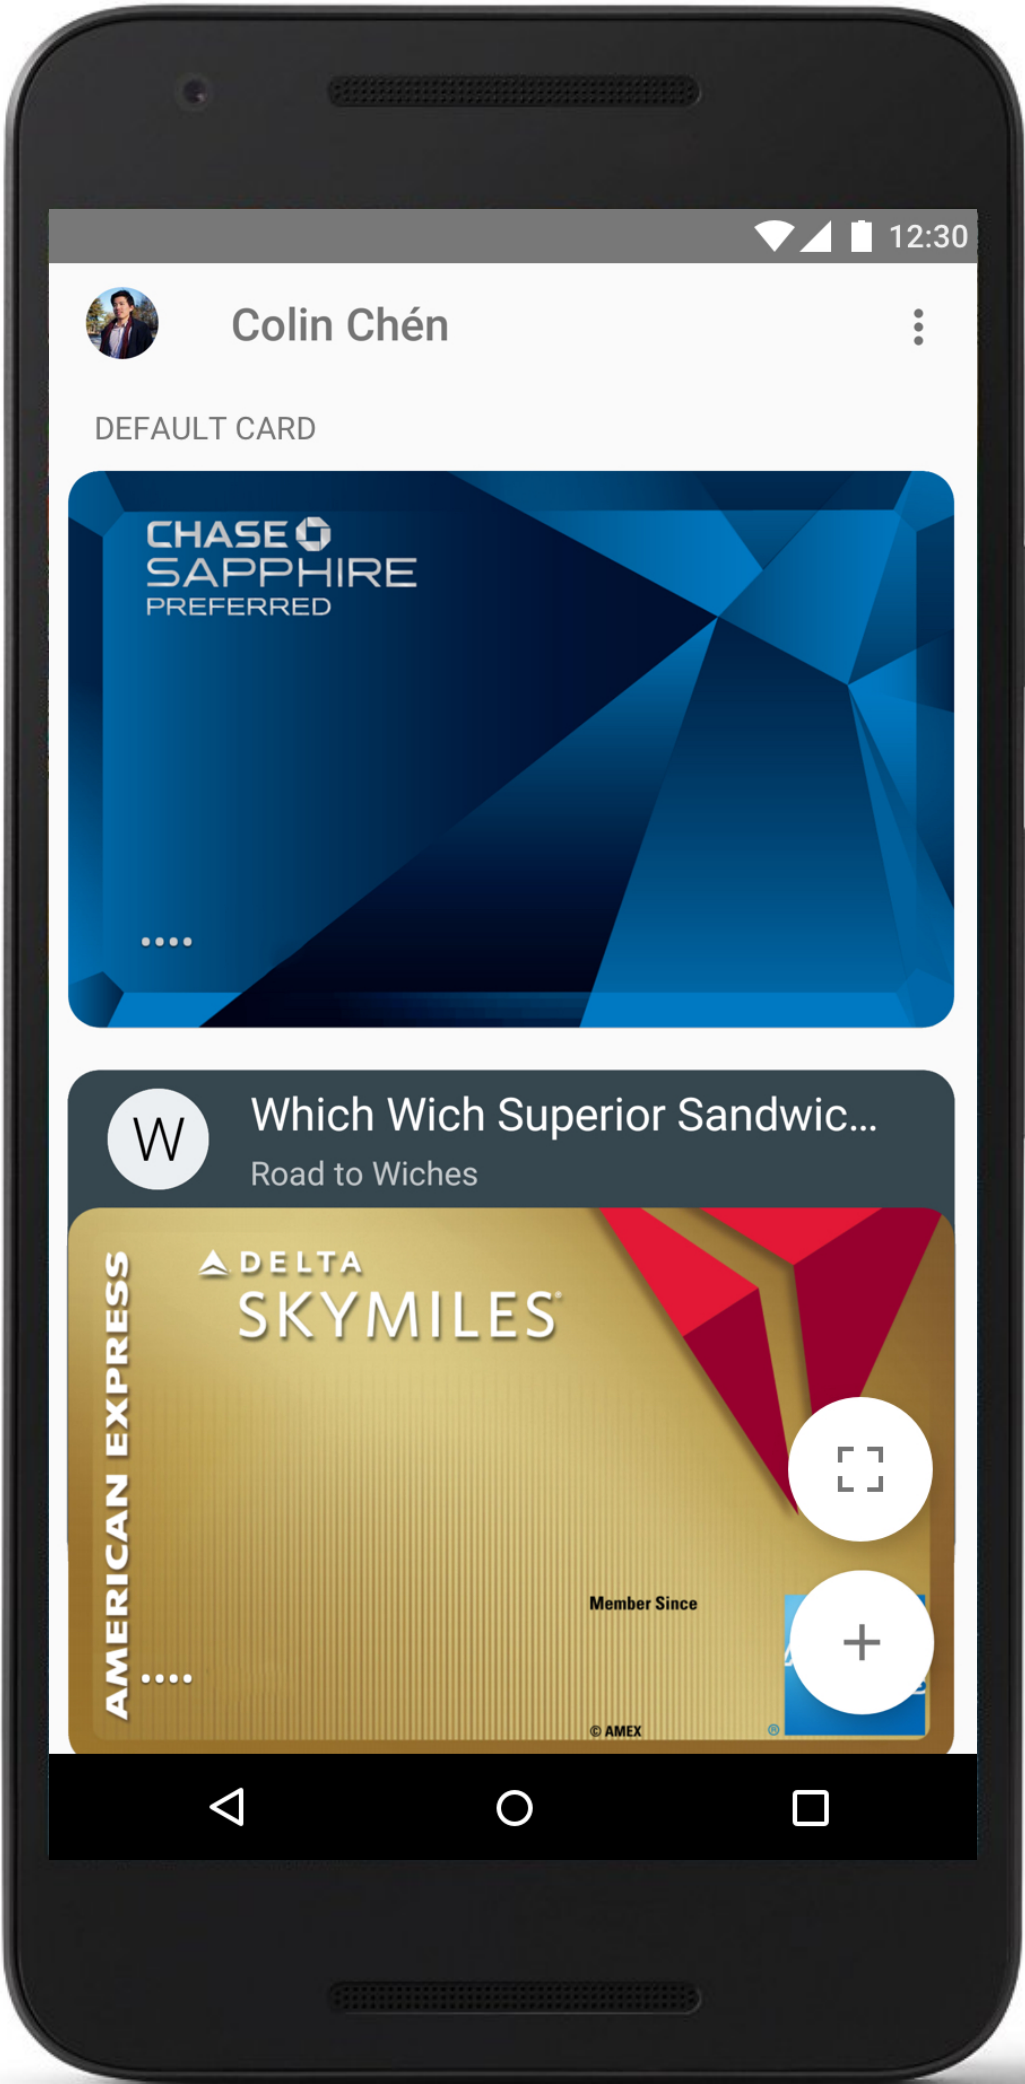 12:30
Colin Chén
DEFAULT CARD
CHASE
SAPPHIRE
PREFERRED
••••
W
Which Wich Superior Sandwic...
Road to Wiches
DELTA
SKYMILES
AMERICAN EXPRESS
Member Since
••••
© AMEX
®